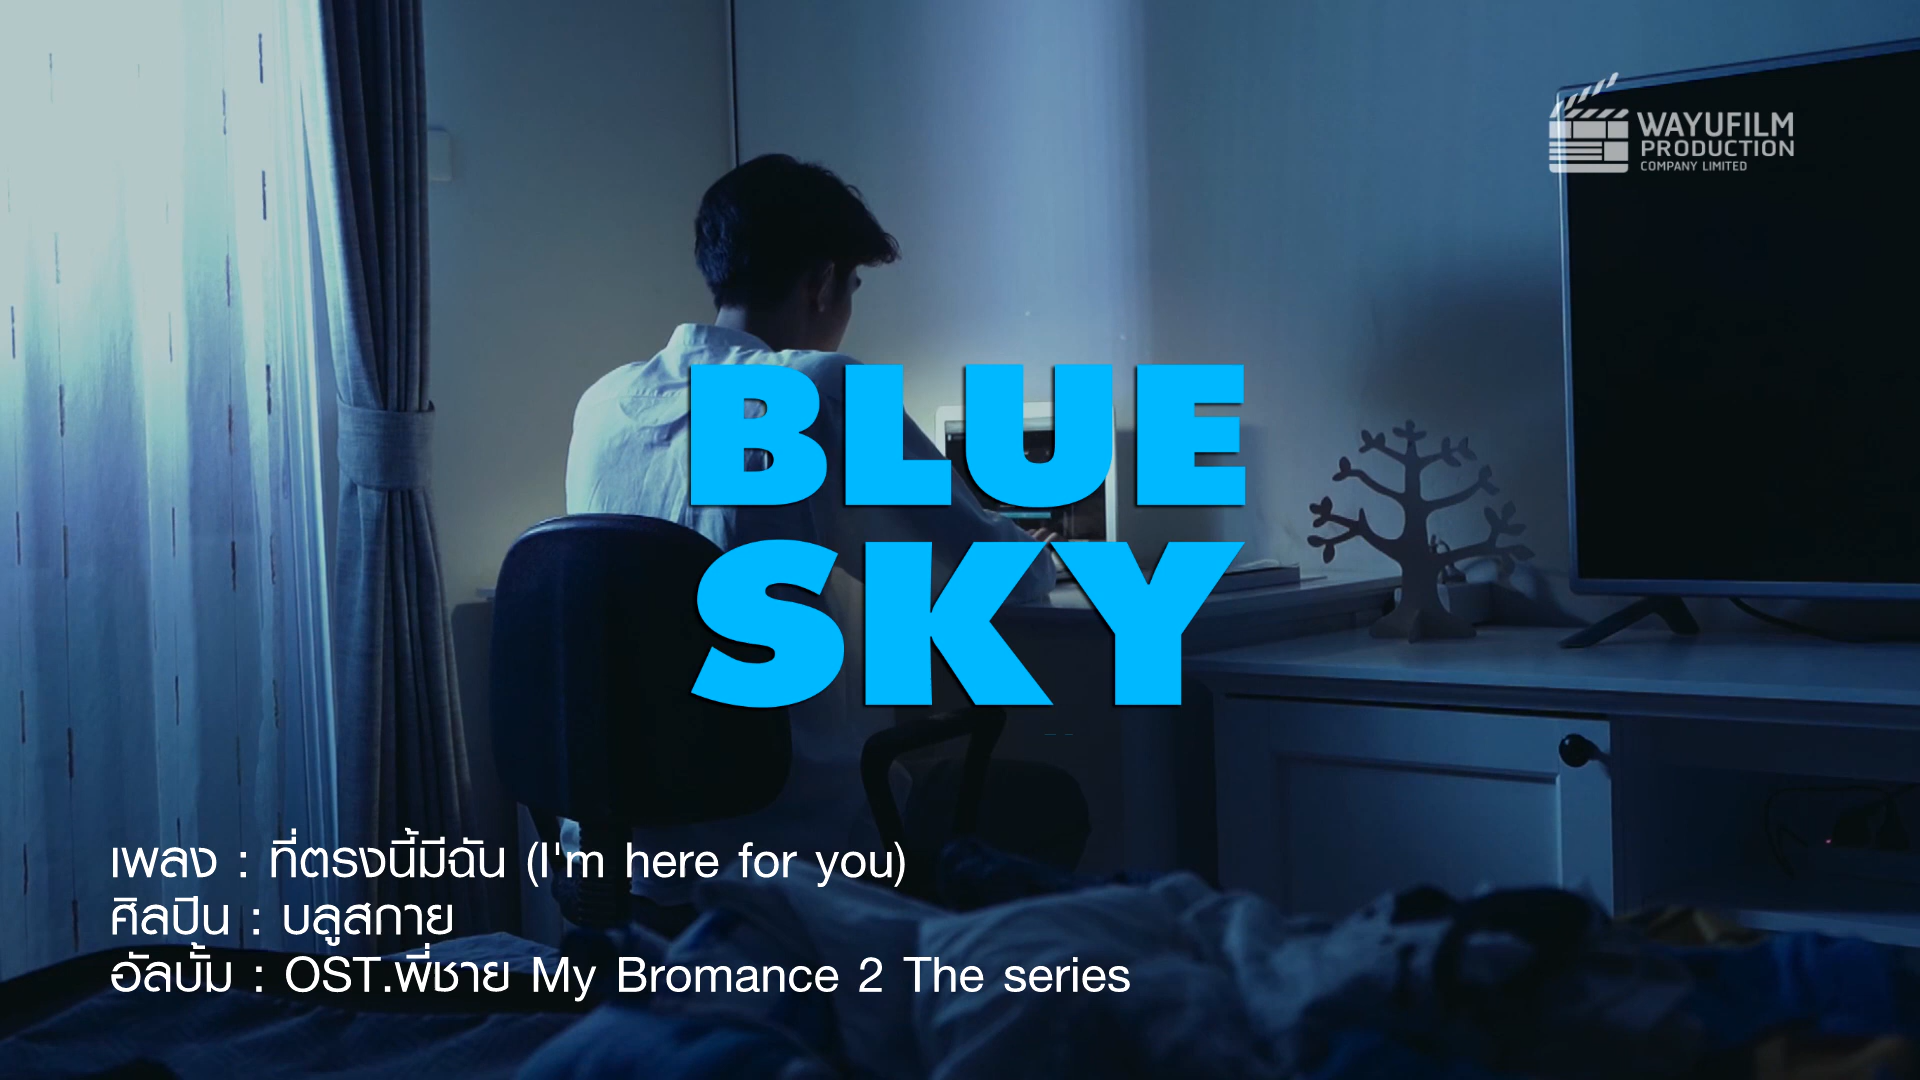 WAYUFILM
PRODUCTION
COMPANY LIMITED
BLUE
SKY
เพลง : ที่ตรงนี้มีฉัน (I'm here for you)
ศิลปิน : บลูสกาย
อัลบั้ม : OST.พี่ชาย My Bromance 2 The series